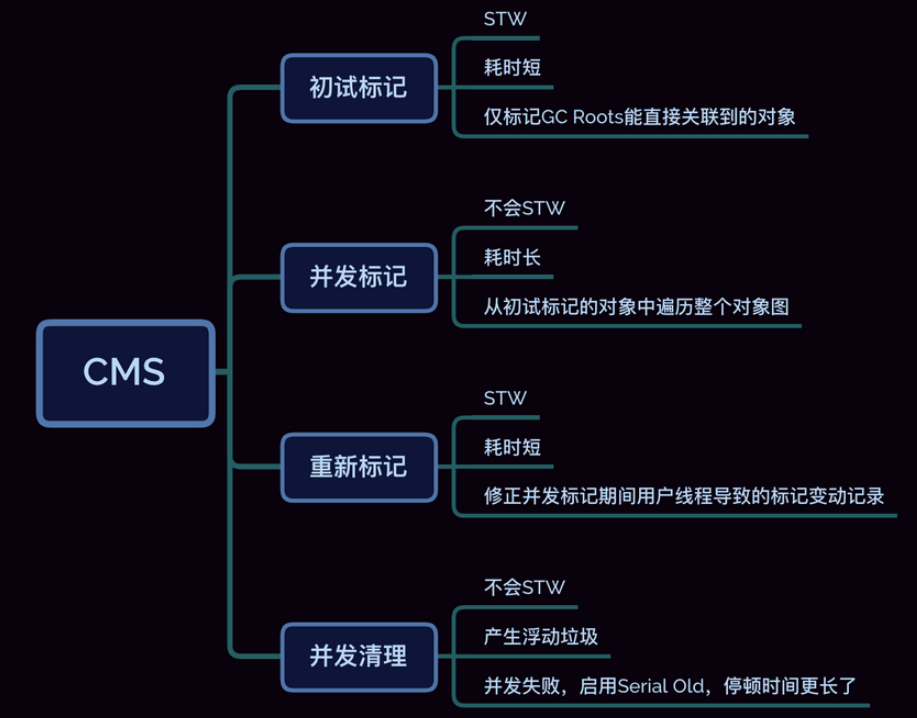 CMS
初试标记
STW
耗时短
仅标记GC Roots能直接关联到的对象
并发标记
不会STW
耗时长
从初试标记的对象中遍历整个对象图
重新标记
STW
耗时短
修正并发标记期间用户线程导致的标记变动记录
并发清理
不会STW
产生浮动垃圾
并发失败，启用Serial Old，停顿时间更长了